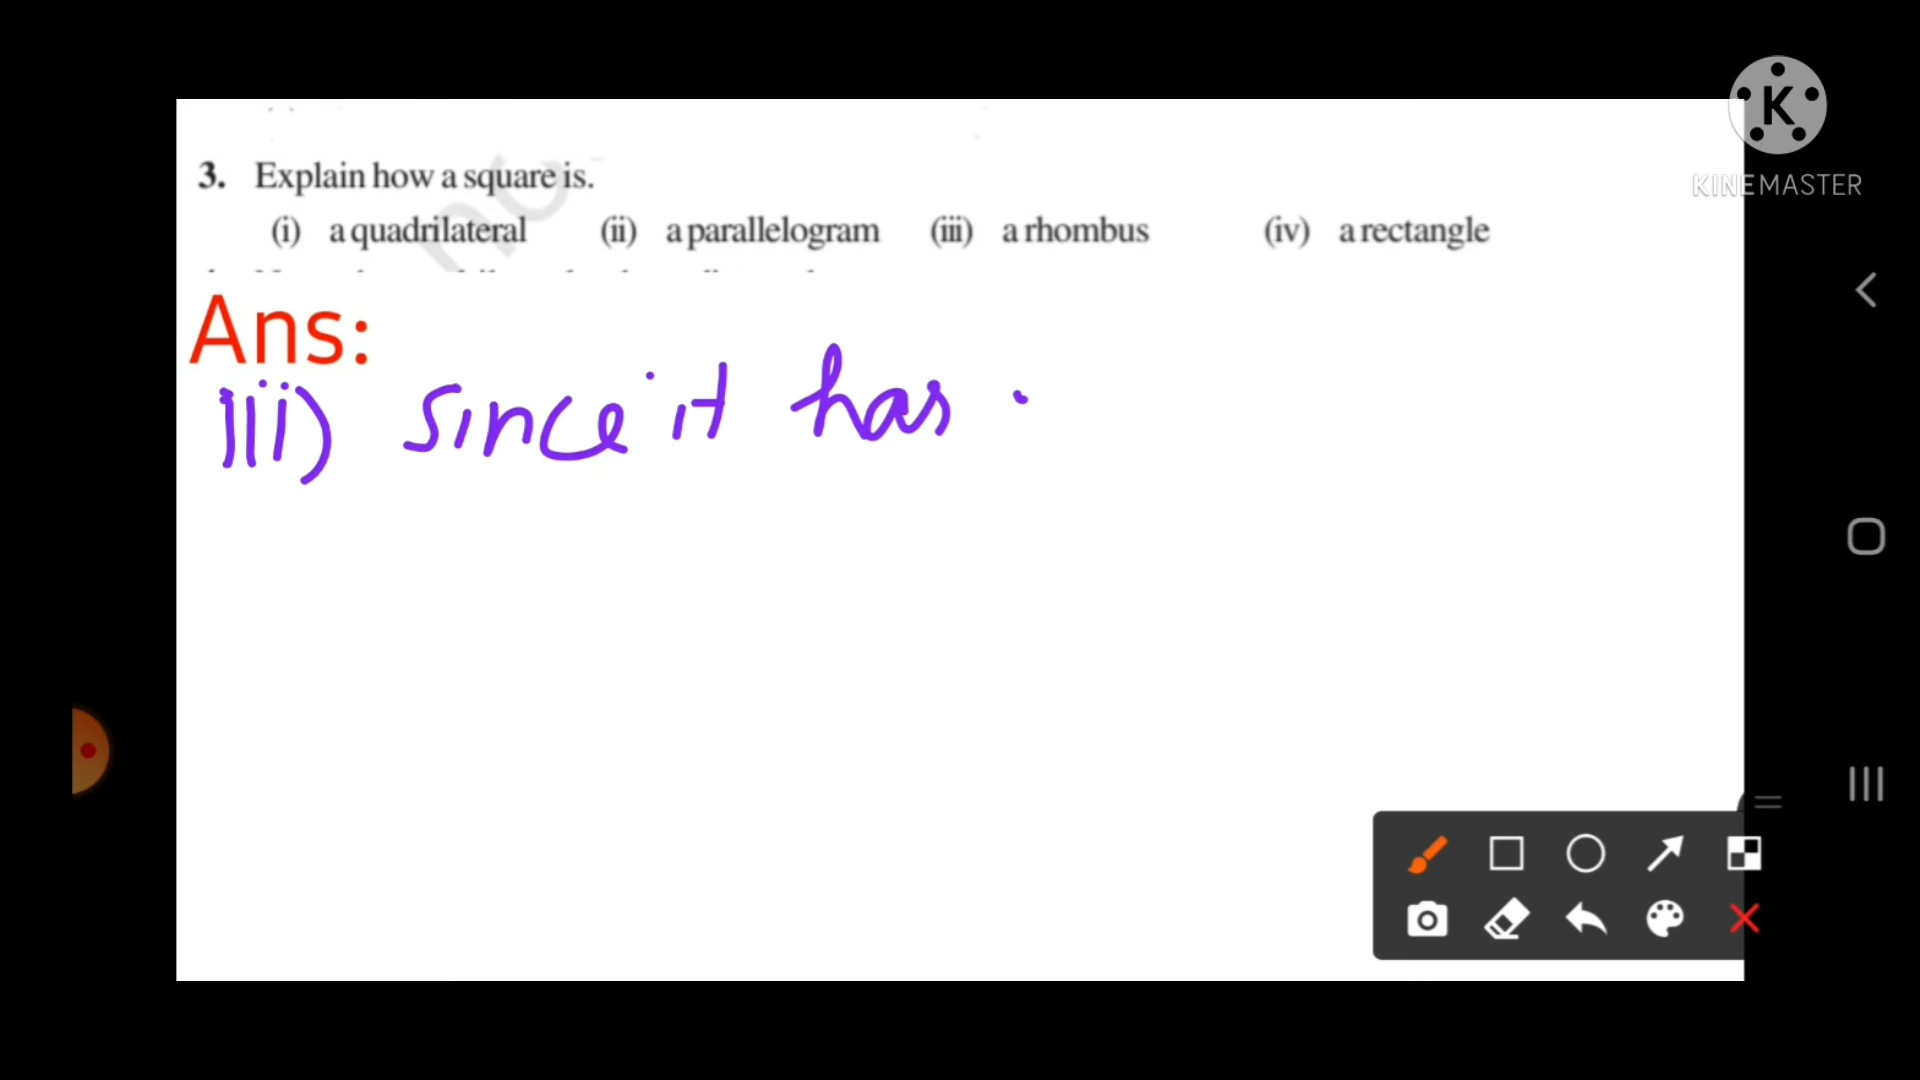 KINEMASTER
3. Explain how a square is.
(i) a quadrilateral (ii) a parallelogram (iii) a rhombus (iv) a rectangle
Ans:
iii) since it has